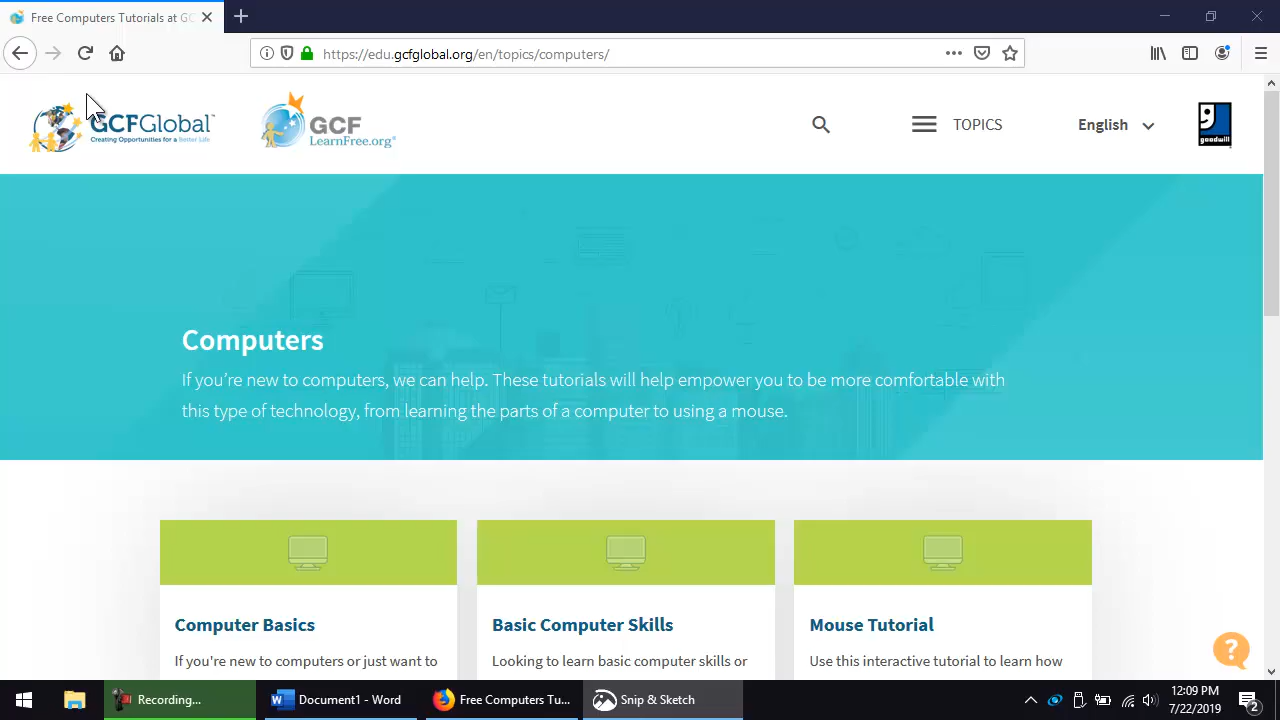 Free Computers Tutorials at GC
https://edu.gcfglobal.org/en/topics/computers/
GCFGlobal™
Creating Opportunities for a Better Life.
GCF
LearnFree.org®
TOPICS
English
goodwill
Computers
If you're new to computers, we can help. These tutorials will help empower you to be more comfortable with
this type of technology, from learning the parts of a computer to using a mouse.
Computer Basics
Basic Computer Skills
Mouse Tutorial
If you're new to computers or just want to
Looking to learn basic computer skills or
Use this interactive tutorial to learn how
?
Recording...
Document1 - Word
Free Computers Tu...
Snip & Sketch
12:09 PM
7/22/2019
2